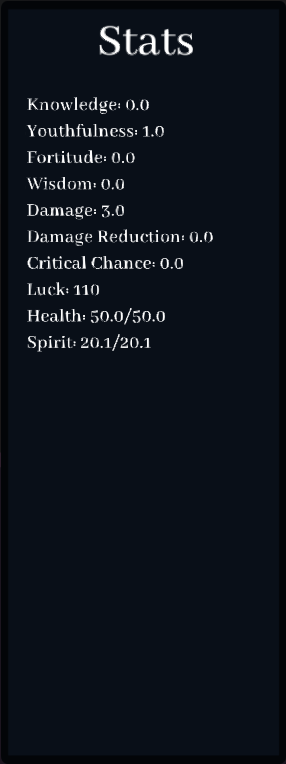 Stats
Knowledge: 0.0
Youthfulness: 1.0
Fortitude: 0.0
Wisdom: 0.0
Damage: 3.0
Damage Reduction: 0.0
Critical Chance: 0.0
Luck: 110
Health: 50.0/50.0
Spirit: 20.1/20.1